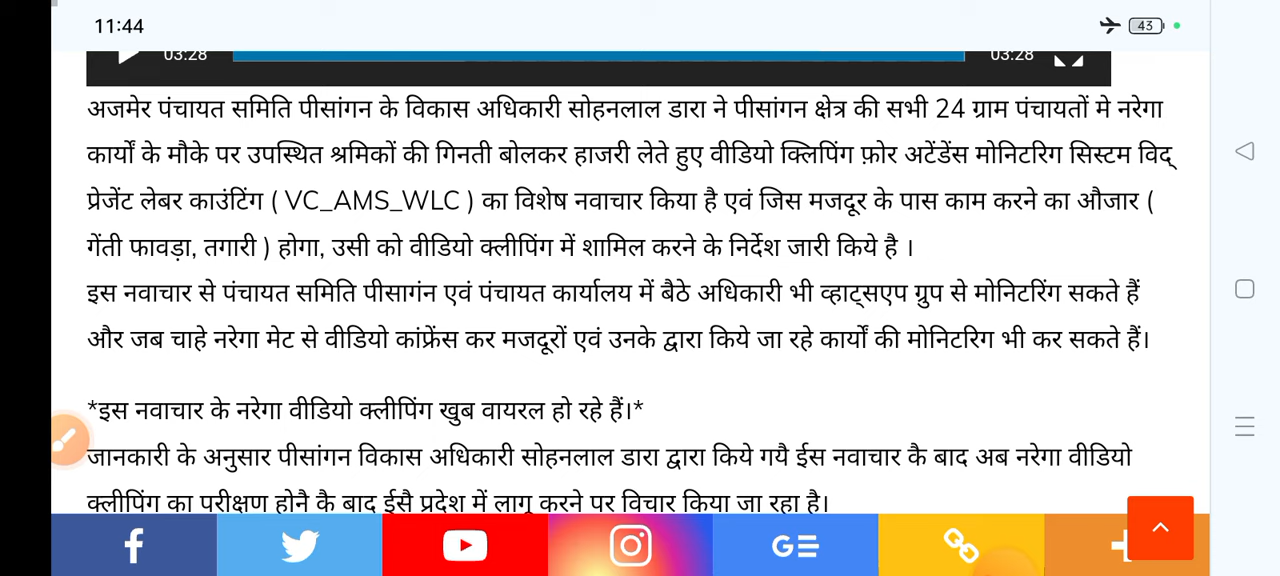 11:44
43
03:28
03:28
अजमेर पंचायत समिति पीसांगन के विकास अधिकारी सोहनलाल डारा ने पीसांगन क्षेत्र की सभी 24 ग्राम पंचायतों मे नरेगा
कार्यों के मौके पर उपस्थित श्रमिकों की गिनती बोलकर हाजरी लेते हुए वीडियो क्लिपिंग फ़ोर अटेंडेंस मोनिटरिग सिस्टम विद्
प्रेजेंट लेबर काउंटिंग ( VC_AMS_WLC ) का विशेष नवाचार किया है एवं जिस मजदूर के पास काम करने का औजार (
गेंती फावड़ा, तगारी ) होगा, उसी को वीडियो क्लीपिंग में शामिल करने के निर्देश जारी किये है ।
इस नवाचार से पंचायत समिति पीसागंन एवं पंचायत कार्यालय में बैठे अधिकारी भी व्हाट्सएप ग्रुप से मोनिटरिंग सकते हैं
और जब चाहे नरेगा मेट से वीडियो कांफ्रेंस कर मजदूरों एवं उनके द्वारा किये जा रहे कार्यों की मोनिटरिग भी कर सकते हैं।
*इस नवाचार के नरेगा वीडियो क्लीपिंग खुब वायरल हो रहे हैं।*
जानकारी के अनुसार पीसांगन विकास अधिकारी सोहनलाल डारा द्वारा किये गयै ईस नवाचार कै बाद अब नरेगा वीडियो
क्लीपिंग का परीक्षण होनै कै बाद ईसै प्रदेश में लागू करने पर विचार किया जा रहा है।